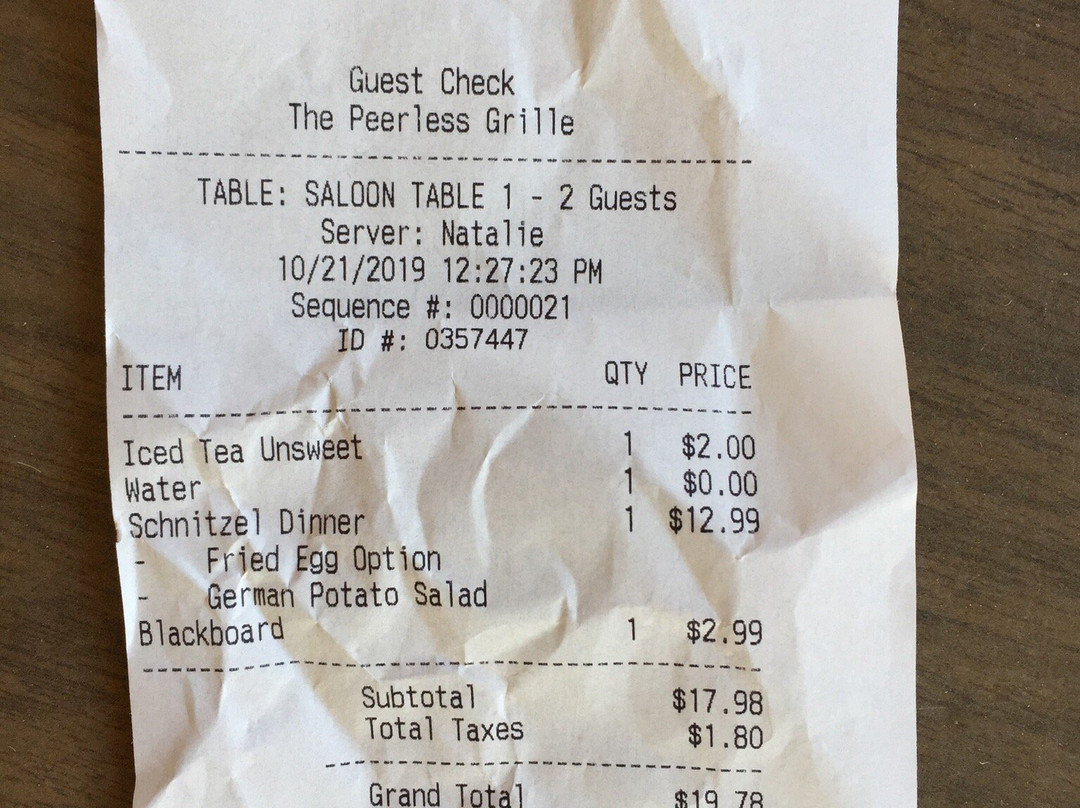 Guest Check
The Peerless Grille
TABLE: SALOON TABLE 1 - 2 Guests
Server: Natalie
10/21/2019 12:27:23 PM
Sequence #: 0000021
ID #: 0357447
ITEM QTY PRICE
Iced Tea Unsweet 1 $2.00
Water 1 $0.00
Schnitzel Dinner 1 $12.99
- Fried Egg Option
- German Potato Salad
Blackboard 1 $2.99
Subtotal $17.98
Total Taxes $1.80
Grand Total $19.78